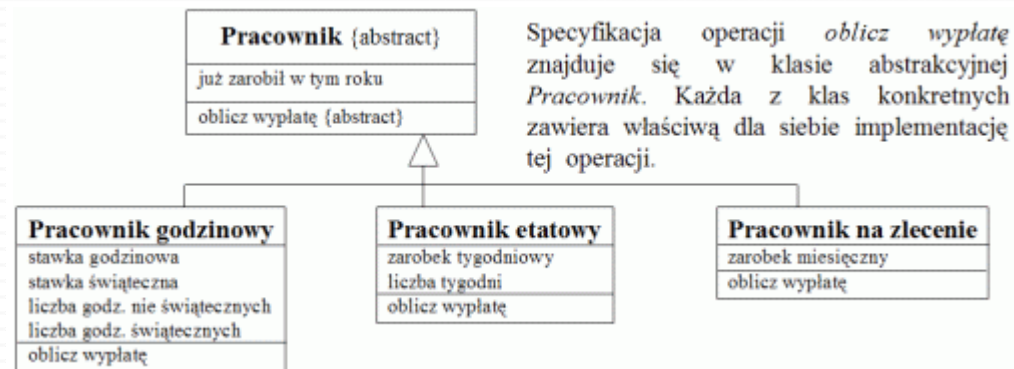 Pracownik {abstract}
już zarobił w tym roku
oblicz wypłatę {abstract}
Specyfikacja operacji oblicz wypłatę
znajduje się w klasie abstrakcyjnej
Pracownik. Każda z klas konkretnych
zawiera właściwą dla siebie implementację
tej operacji.
Pracownik godzinowy
stawka godzinowa
stawka świąteczna
liczba godz. nie świątecznych
liczba godz. świątecznych
oblicz wypłatę
Pracownik etatowy
zarobek tygodniowy
liczba tygodni
oblicz wypłatę
Pracownik na zlecenie
zarobek miesięczny
oblicz wypłatę